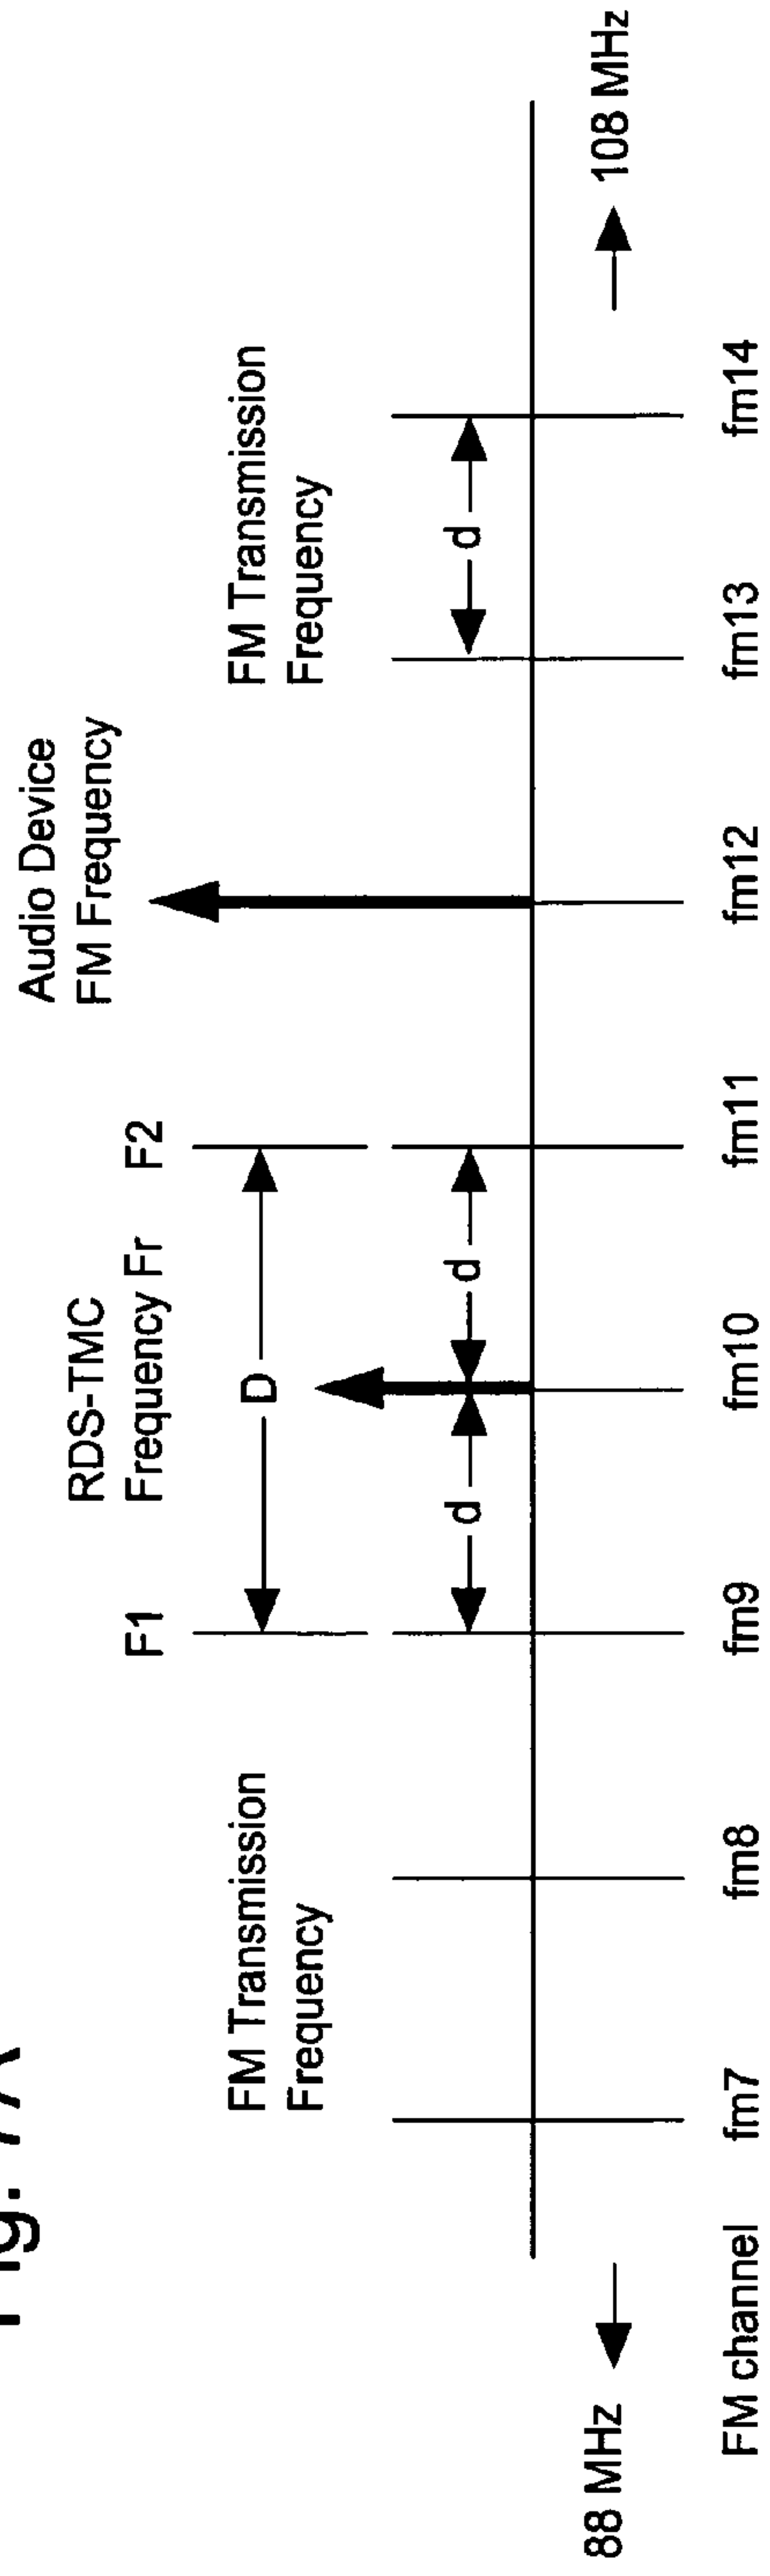 Audio Device
FM Frequency
RDS-TMC
Frequency Fr
F1
F2
D
FM Transmission
Frequency
FM Transmission
Frequency
d
d
d
88 MHz
108 MHz
FM channel
fm7
fm8
fm9
fm10
fm11
fm12
fm13
fm14